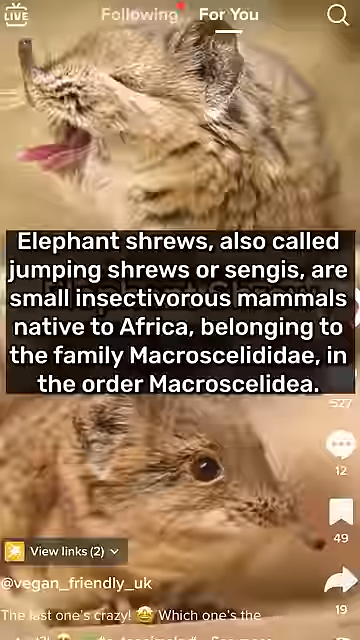 LIVE
Following For You
Elephant shrews, also called
jumping shrews or sengis, are
small insectivorous mammals
native to Africa, belonging to
the family Macroscelididae, in
the order Macroscelidea.
527
12
49
View links (2)
@vegan_friendly_uk
19
The last one's crazy! 🤩 Which one's the